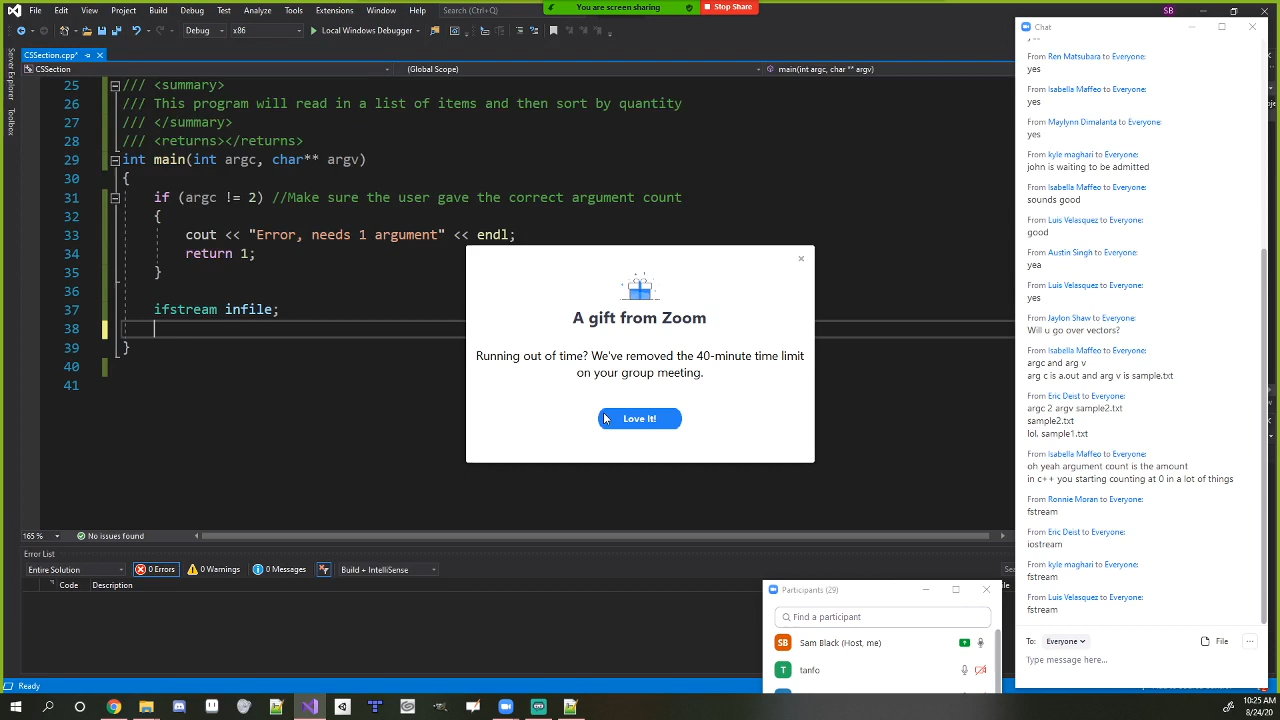 File Edit View Project Build Debug Test Analyze Tools Extensions Window Help Search (Ctrl+Q)
You are screen sharing Stop Share
SB
Debug Windows Debugger
CSSection.cpp*
CSSection (Global Scope) main(int argc, char ** argv)
Server Explorer
Toolbox
25 /// <summary>
26 /// This program will read in a list of items and then sort by quantity
27 /// </summary>
28 /// <returns></returns>
29 int main(int argc, char** argv)
30 {
31 if (argc != 2) //Make sure the user gave the correct argument count
32 {
33 cout << "Error, need 1 argument" << endl;
34 return 1;
35 }
36
37 ifstream infile;
38
39 }
40
41
A gift from Zoom
Running out of time? We've removed the 40-minute time limit
on your group meeting.
Love It!
165 % No issues found
Error List
Entire Solution 0 Errors 0 Warnings 0 Messages Build + IntelliSense
Code Description
Ready
Participants (29)
Find a participant
SB Sam Black (Host, me)
T tanfo
Chat
yes
From Ren Matsubara to Everyone:
yes
From Isabella Maffeo to Everyone:
yes
From Maylynn Dimalanta to Everyone:
yes
From kyle maghari to Everyone:
john is waiting to be admitted
From Isabella Maffeo to Everyone:
sounds good
From Luis Velasquez to Everyone:
good
From Austin Singh to Everyone:
yea
From Luis Velasquez to Everyone:
yes
From Jaylon Shaw to Everyone:
Will u go over vectors?
From Isabella Maffeo to Everyone:
argc and arg v
arg c is a.out and arg v is sample.txt
From Eric Deist to Everyone:
argc 2 argv sample2.txt
sample2.txt
lol, sample1.txt
From Isabella Maffeo to Everyone:
oh yeah argument count is the amount
in c++ you starting counting at 0 in a lot of things
From Ronnie Moran to Everyone:
fstream
From Eric Deist to Everyone:
iostream
From kyle maghari to Everyone:
fstream
From Luis Velasquez to Everyone:
fstream
To: Everyone File
Type message here...
10:25 AM
8/24/20